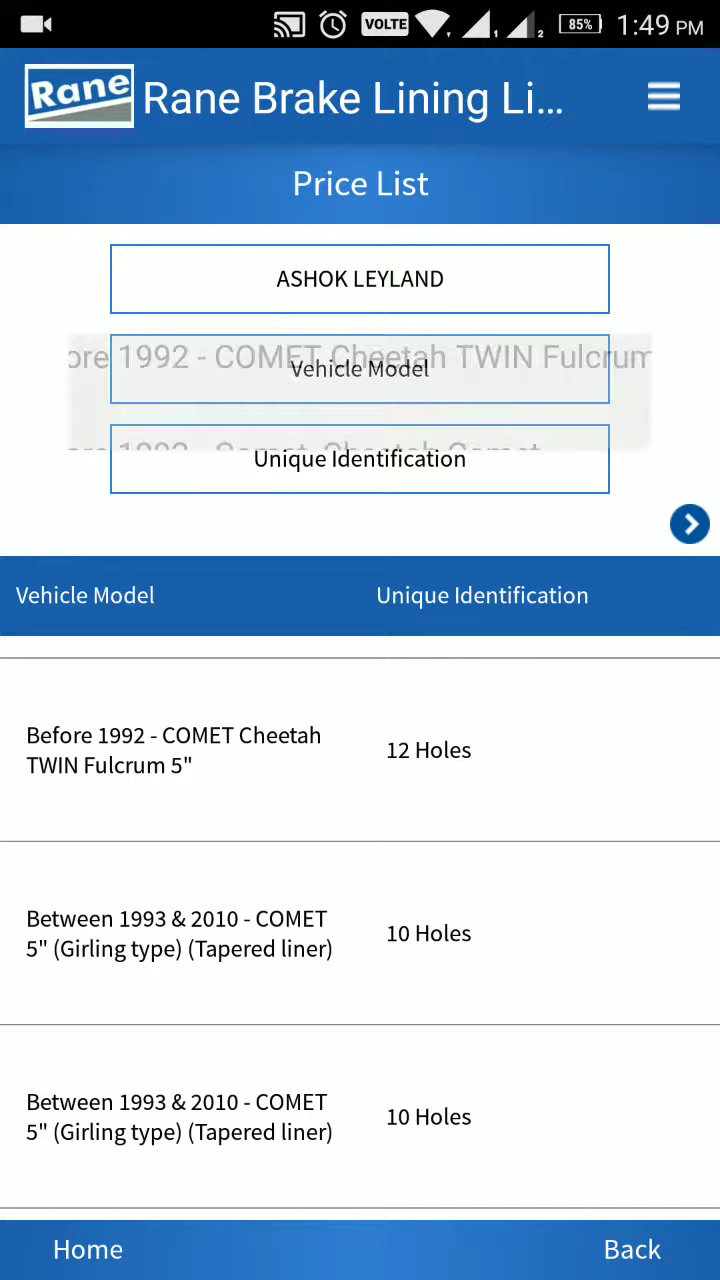 VOLTE
1
2
85%
1:49 PM
Rane
Rane Brake Lining Li...
Price List
ASHOK LEYLAND
ore 1992 - COMET Cheetah TWIN Fulcrum
Vehicle Model
Unique Identification
Vehicle Model Unique Identification
Before 1992 - COMET Cheetah
TWIN Fulcrum 5"
12 Holes
Between 1993 & 2010 - COMET
5" (Girling type) (Tapered liner)
10 Holes
Between 1993 & 2010 - COMET
5" (Girling type) (Tapered liner)
10 Holes
Home Back